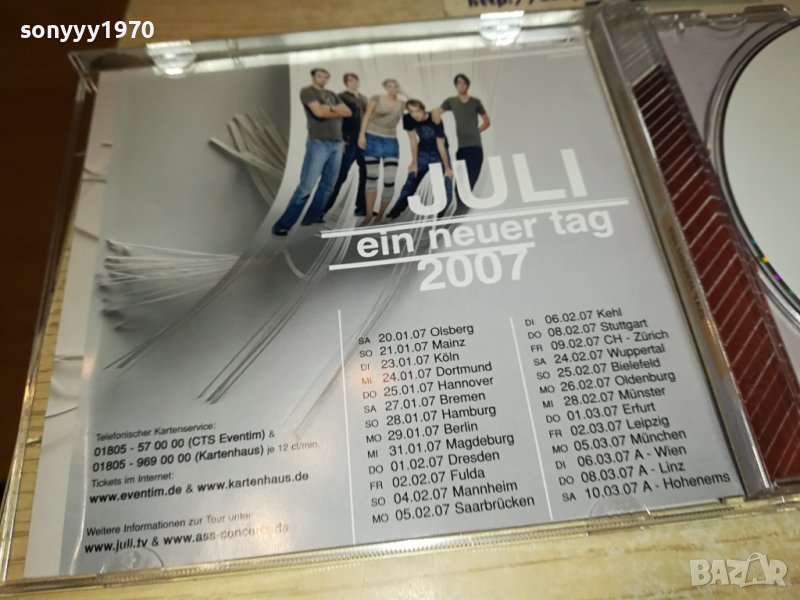 sonyyy1970
JULI
ein neuer tag
2007
SA 20.01.07 Olsberg
SO 21.01.07 Mainz
DI 23.01.07 Köln
MI 24.01.07 Dortmund
DO 25.01.07 Hannover
SA 27.01.07 Bremen
SO 28.01.07 Hamburg
MO 29.01.07 Berlin
MI 31.01.07 Magdeburg
DO 01.02.07 Dresden
FR 02.02.07 Fulda
SO 04.02.07 Mannheim
MO 05.02.07 Saarbrücken
DI 06.02.07 Kehl
DO 08.02.07 Stuttgart
FR 09.02.07 CH - Zürich
SA 24.02.07 Wuppertal
SO 25.02.07 Bielefeld
MO 26.02.07 Oldenburg
MI 28.02.07 Münster
DO 01.03.07 Erfurt
FR 02.03.07 Leipzig
MO 05.03.07 München
DI 06.03.07 A - Wien
DO 08.03.07 A - Linz
SA 10.03.07 A - Hohenems
Telefonischer Kartenservice:
01805 - 57 00 00 (CTS Eventim) &
01805 - 969 00 00 (Kartenhaus) je 12 ct/min.
Tickets im Internet:
www.eventim.de & www.kartenhaus.de
Weitere Informationen zur Tour unter
www.juli.tv & www.ass-concerts.de
BAZAR